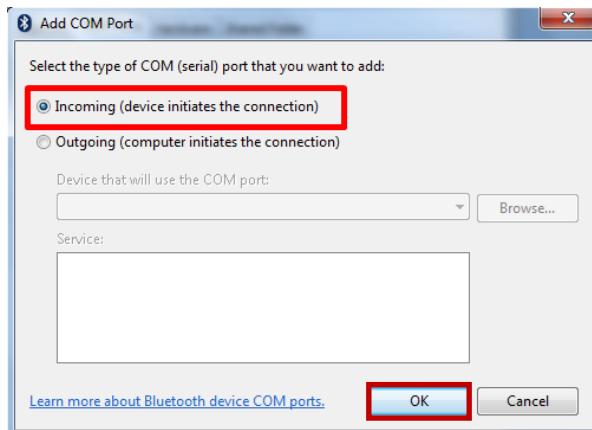 Add COM Port
Select the type of COM (serial) port that you want to add:
Incoming (device initiates the connection)
Outgoing (computer initiates the connection)
Device that will use the COM port:
Browse...
Service:
Learn more about Bluetooth device COM ports.
OK
Cancel